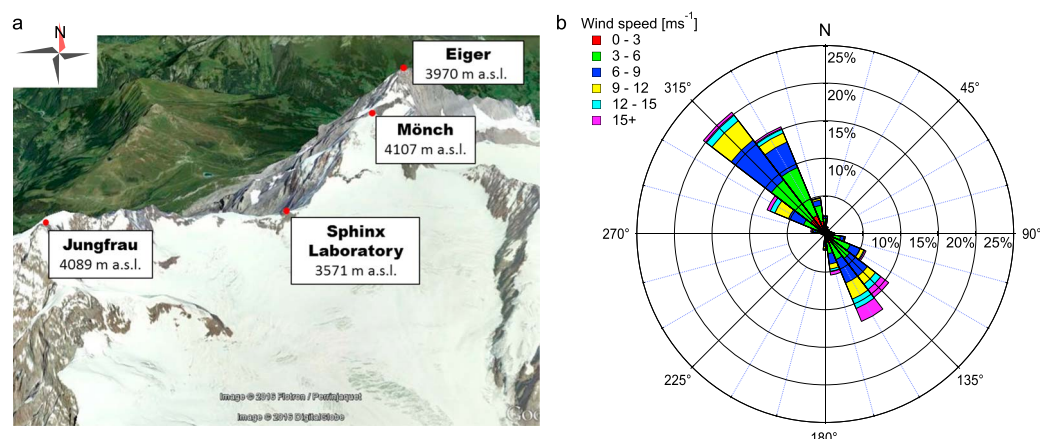 a
N
Eiger
3970 m a.s.l.
Mönch
4107 m a.s.l.
Sphinx
Laboratory
3571 m a.s.l.
Jungfrau
4089 m a.s.l.
Image © 2016 Flotron / Perrinjaquet
Image © 2016 DigitalGlobe
Goo
b
Wind speed [ms⁻¹]
0 - 3
3 - 6
6 - 9
9 - 12
12 - 15
15+
N
25%
20%
15%
10%
315°
45°
270°
10% 15% 20% 25%
90°
225°
135°
180°